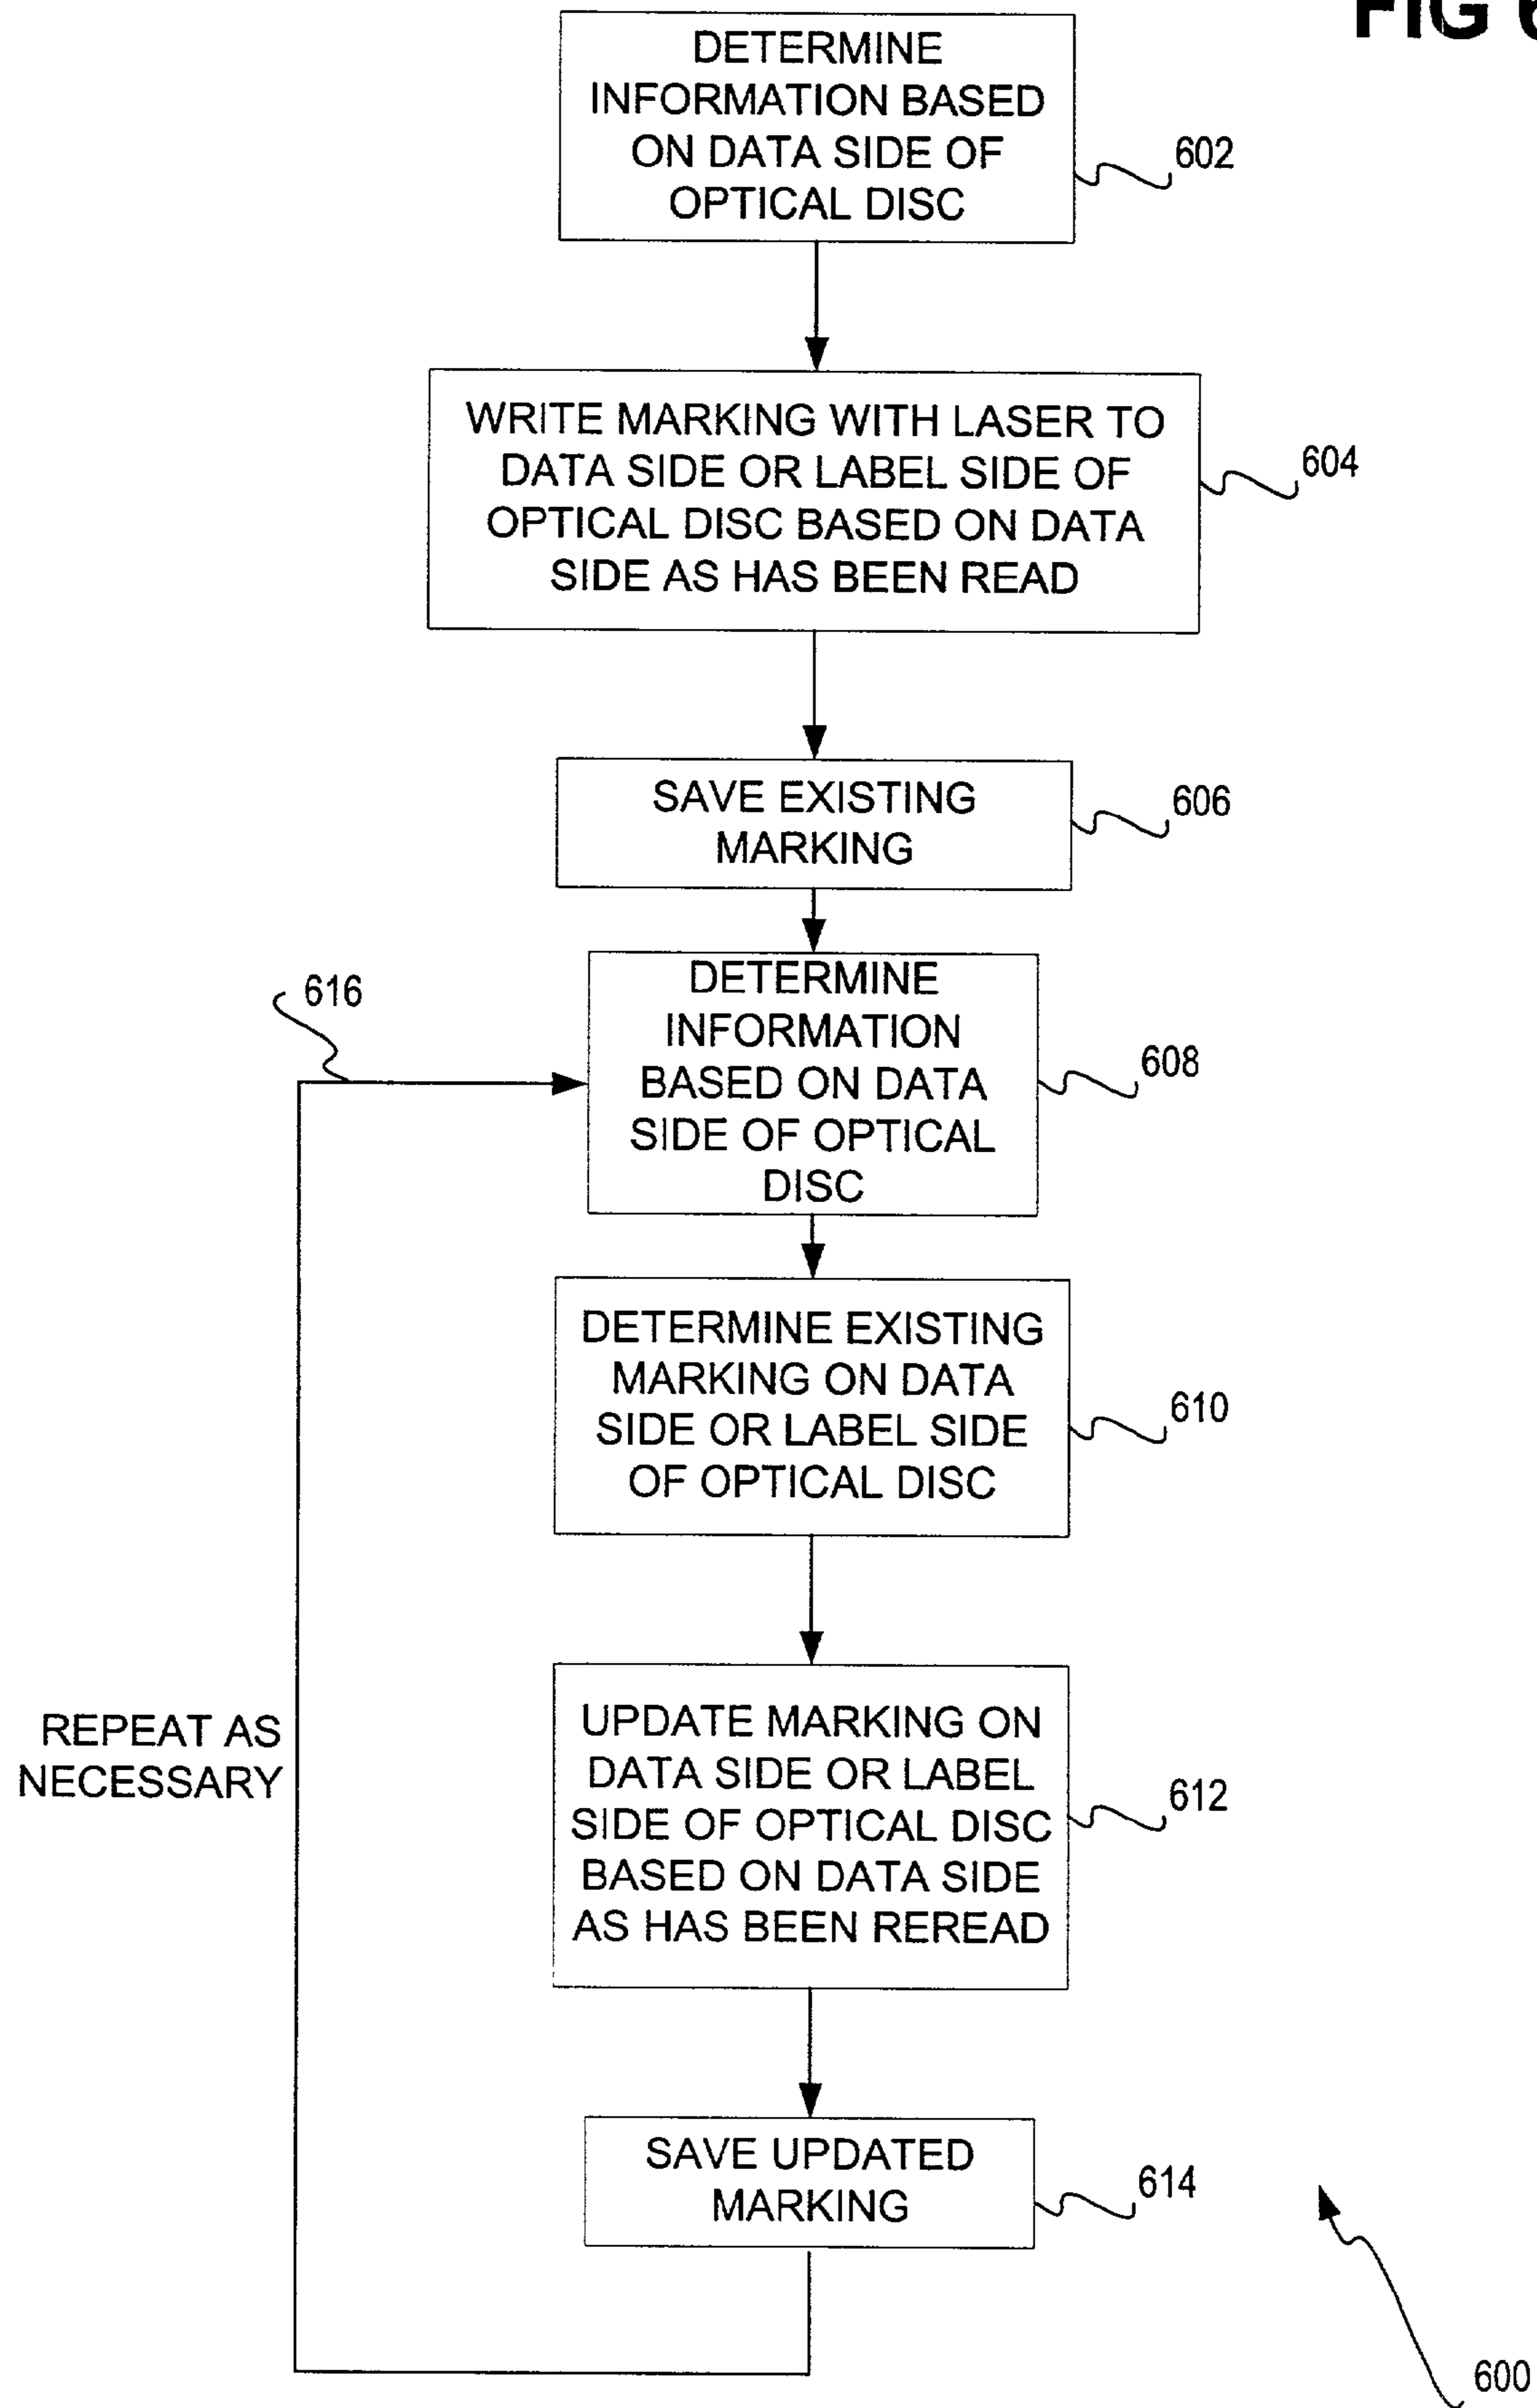 FIG 6
DETERMINE
INFORMATION BASED
ON DATA SIDE OF
OPTICAL DISC
602
WRITE MARKING WITH LASER TO
DATA SIDE OR LABEL SIDE OF
OPTICAL DISC BASED ON DATA
SIDE AS HAS BEEN READ
604
SAVE EXISTING
MARKING
606
616
DETERMINE
INFORMATION
BASED ON DATA
SIDE OF OPTICAL
DISC
608
DETERMINE EXISTING
MARKING ON DATA
SIDE OR LABEL SIDE
OF OPTICAL DISC
610
REPEAT AS
NECESSARY
UPDATE MARKING ON
DATA SIDE OR LABEL
SIDE OF OPTICAL DISC
BASED ON DATA SIDE
AS HAS BEEN REREAD
612
SAVE UPDATED
MARKING
614
600